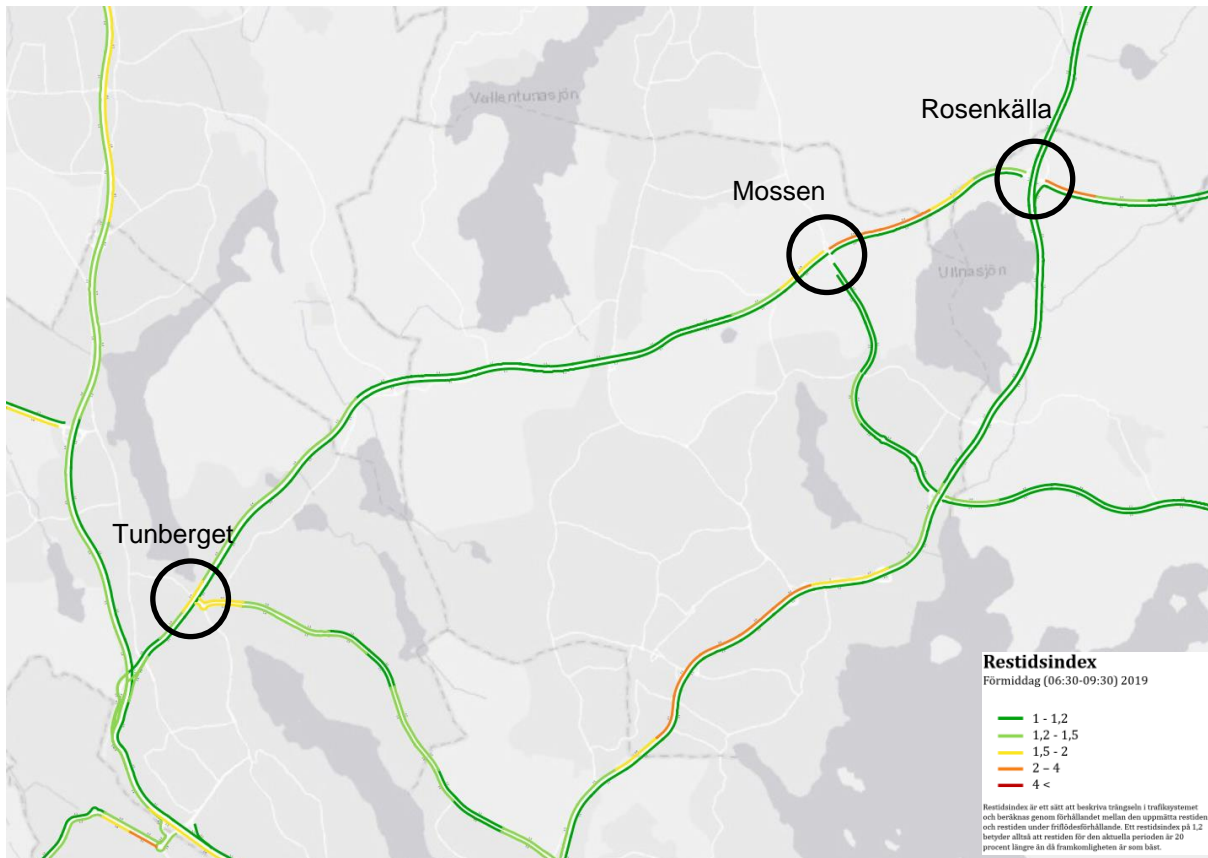 Vallentunasjön
Rosenkälla
Mossen
Ullnasjön
Tunberget
Restidsindex
Förmiddag (06:30-09:30) 2019
1 - 1,2
1,2 - 1,5
1,5 - 2
2 – 4
4 <
Restidsindex är ett sätt att beskriva trängseln i trafiksystemet
och beräknas genom förhållandet mellan den uppmätta restiden
och restiden under friflödesförhållande. Ett restidsindex på 1,2
betyder alltså att restiden för den aktuella perioden är 20
procent längre än då framkomligheten är som bäst.